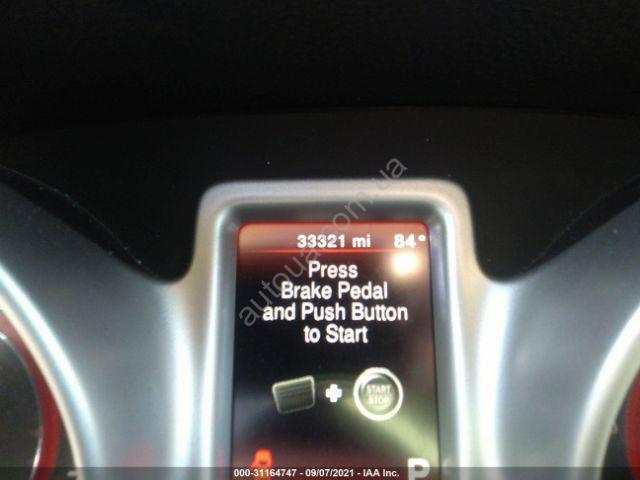 33321 mi 84°
Press
Brake Pedal
and Push Button
to Start
START
STOP
P
autoua.com.ua
000-31164747 - 09/07/2021 - IAA Inc.